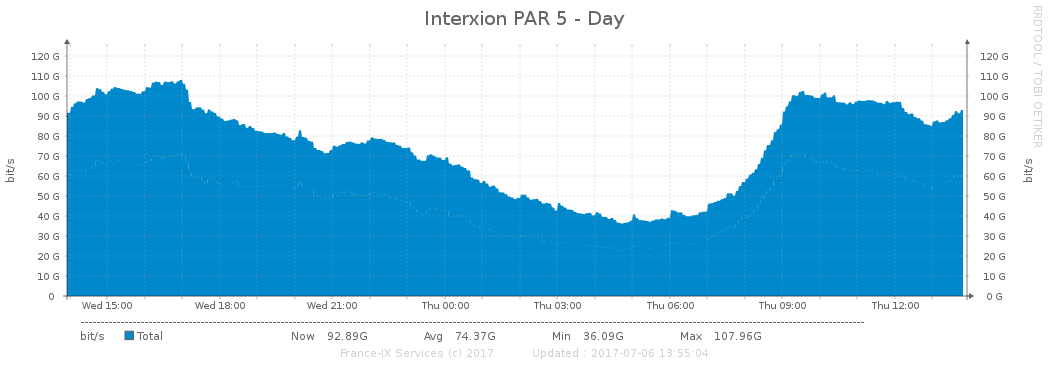 Interxion PAR 5 - Day
RRDTOOL / TOBI OETIKER
bit/s
120 G 120 G
110 G 110 G
100 G 100 G
90 G 90 G
80 G 80 G
70 G 70 G
60 G 60 G
50 G 50 G
40 G 40 G
30 G 30 G
20 G 20 G
10 G 10 G
0 0 G
bit/s
Wed 15:00 Wed 18:00 Wed 21:00 Thu 00:00 Thu 03:00 Thu 06:00 Thu 09:00 Thu 12:00
bit/s Total Now 92.89G Avg 74.37G Min 36.09G Max 107.96G
France-IX Services (c) 2017 Updated : 2017-07-06 13:55:04